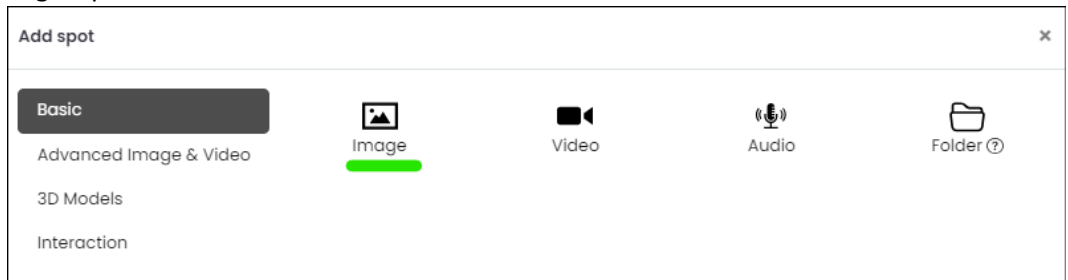 Add spot ×
Basic
Image Video Audio Folder ?
Advanced Image & Video
3D Models
Interaction